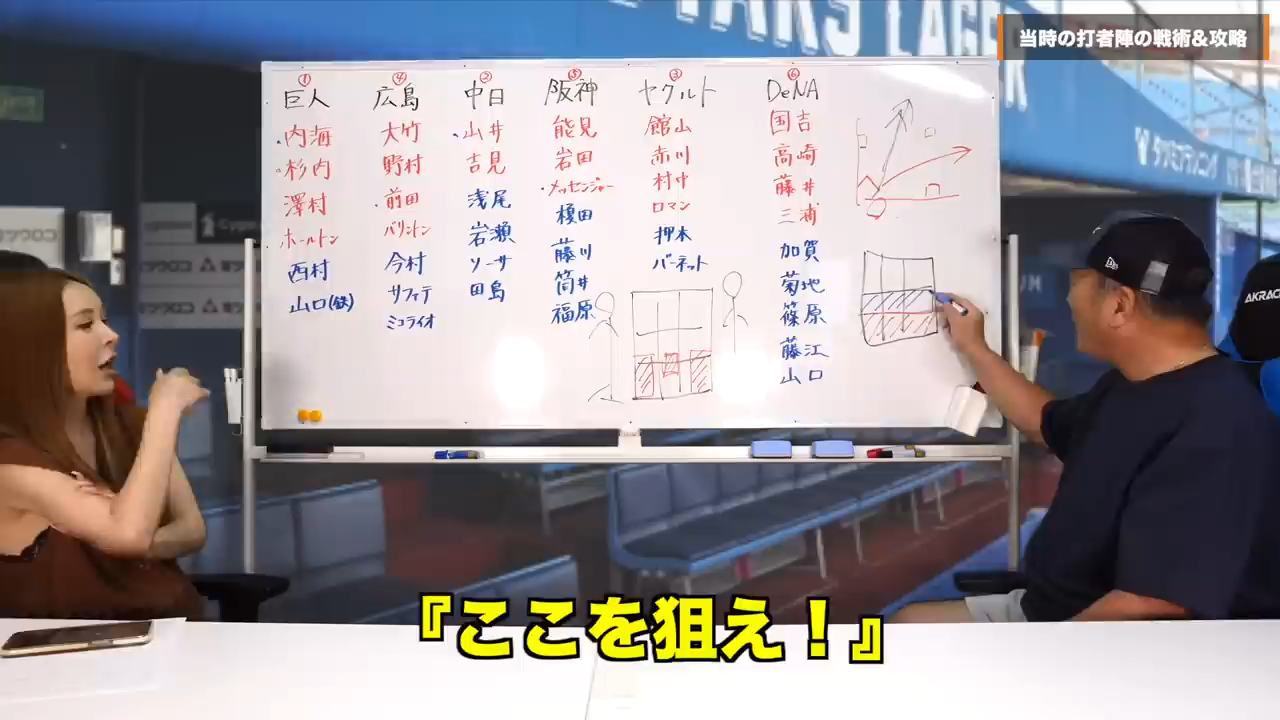 当時の打者陣の戦術&攻略
① 巨人
・内海
・杉内
澤村
ホールトン
西村
山口(鉄)
④ 広島
大竹
野村
・前田
バリントン
今村
サファテ
ミコライオ
② 中日
・山井
吉見
浅尾
岩瀬
ソーサ
田島
⑤ 阪神
能見
岩田
・メッセンジャー
榎田
藤川
筒井
福原
③ ヤクルト
館山
赤川
村中
ロマン
押本
バーネット
⑥ DeNA
国吉
高崎
藤井
三浦
加賀
菊地
篠原
藤江
山口
AKRAC
『ここを狙え！』